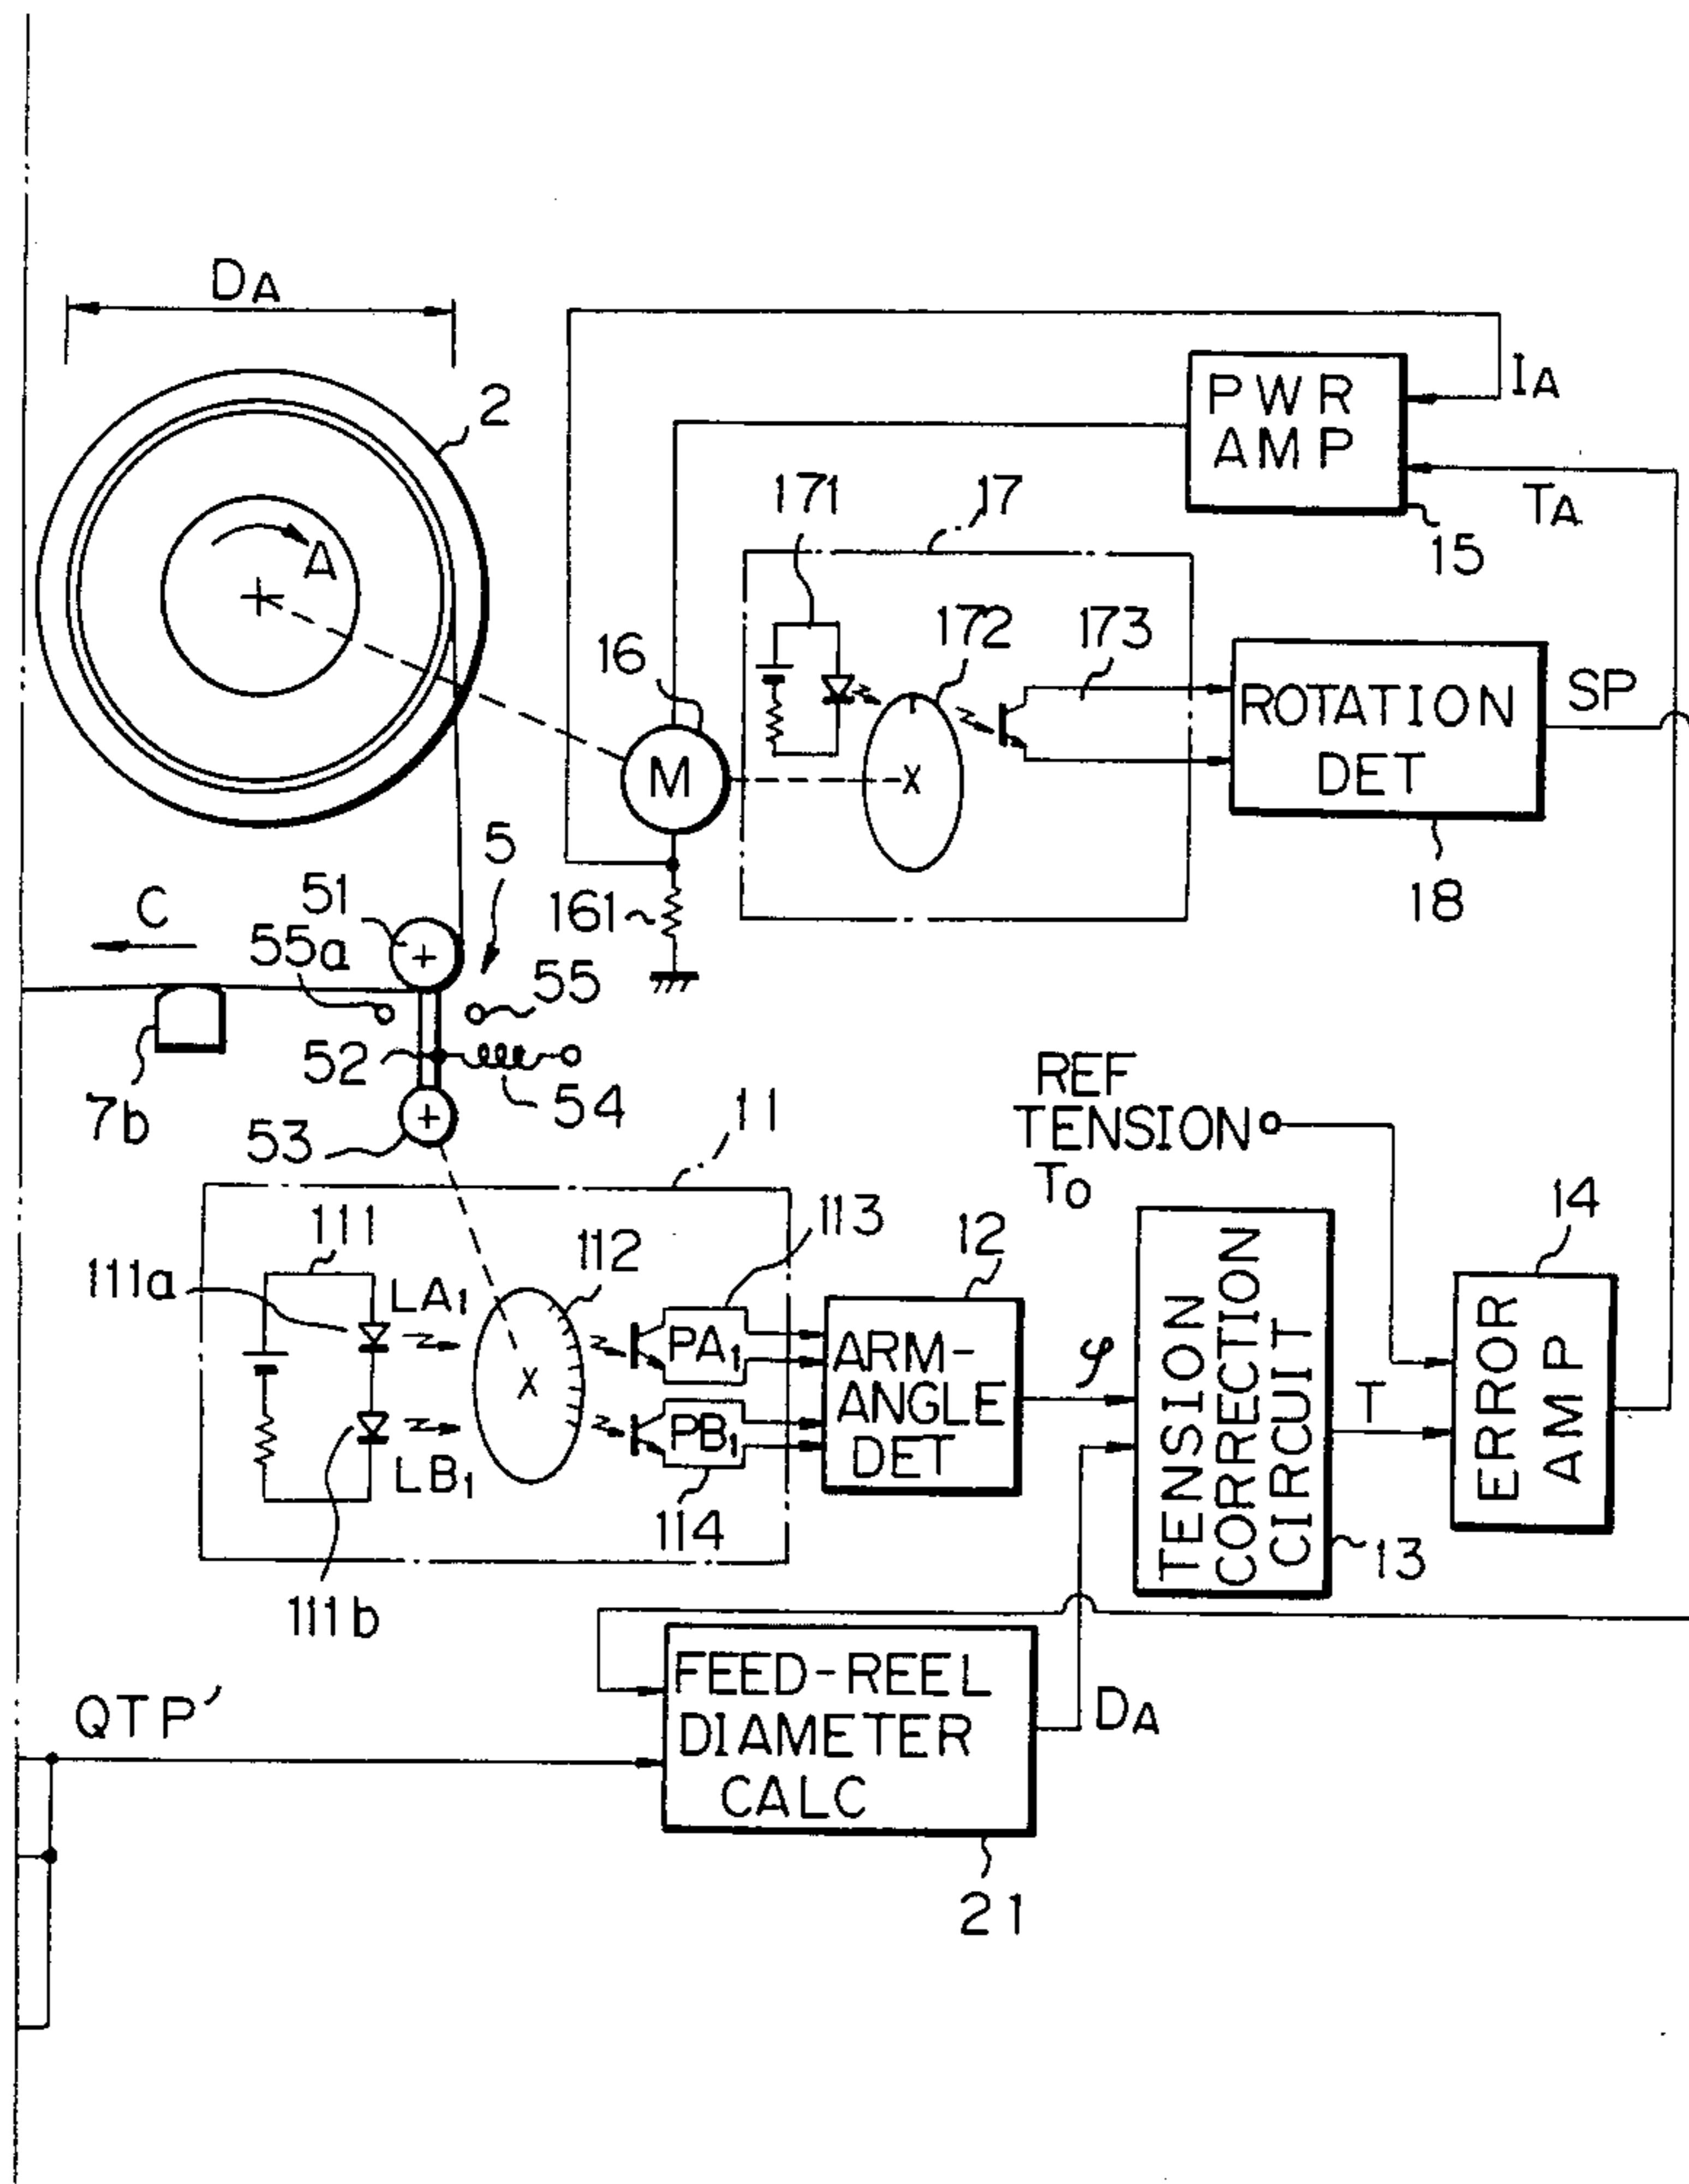 DA
2
A
IA
PWR
AMP
TA
15
171
17
16
172
173
M
ROTATION
DET
SP
18
5
161
C
51
55a
55
52
54
7b
53
11
REF
TENSION
To
111
111a
LA1
112
113
12
14
PA1
ARM-
ANGLE
DET
PB1
LB1
114
111b
φ
TENSION
CORRECTION
CIRCUIT
13
T
ERROR
AMP
QTP'
FEED-REEL
DIAMETER
CALC
DA
21